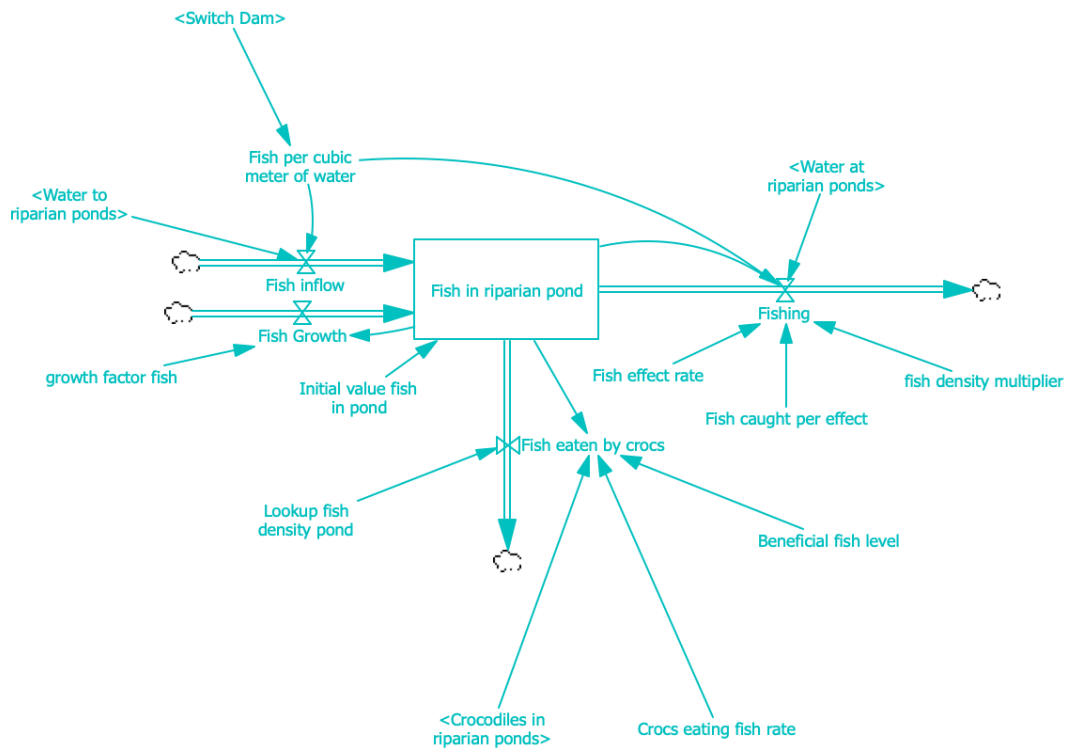 <Switch Dam>
Fish per cubic
meter of water
<Water at
riparian ponds>
<Water to
riparian ponds>
Fish inflow
Fish in riparian pond
Fishing
Fish Growth
growth factor fish
Initial value fish
in pond
Fish effect rate
fish density multiplier
Fish caught per effect
Fish eaten by crocs
Lookup fish
density pond
Beneficial fish level
<Crocodiles in
riparian ponds>
Crocs eating fish rate